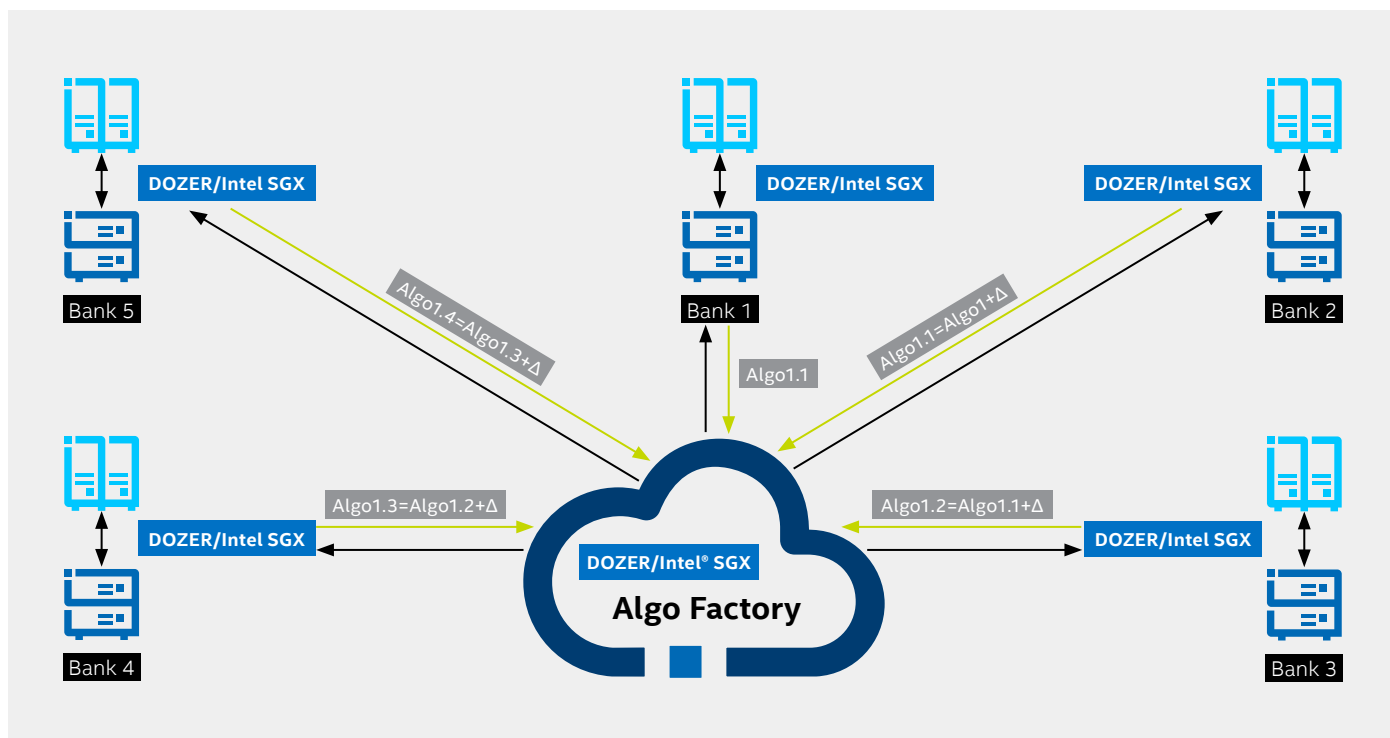 DOZER/Intel SGX
DOZER/Intel SGX
DOZER/Intel SGX
Bank 5
Bank 1
Bank 2
Algo1.4=Algo1.3+Δ
Algo1.1
Algo1.1=Algo1+Δ
Algo1.3=Algo1.2+Δ
Algo1.2=Algo1.1+Δ
DOZER/Intel SGX
DOZER/Intel® SGX
DOZER/Intel SGX
Algo Factory
Bank 4
Bank 3